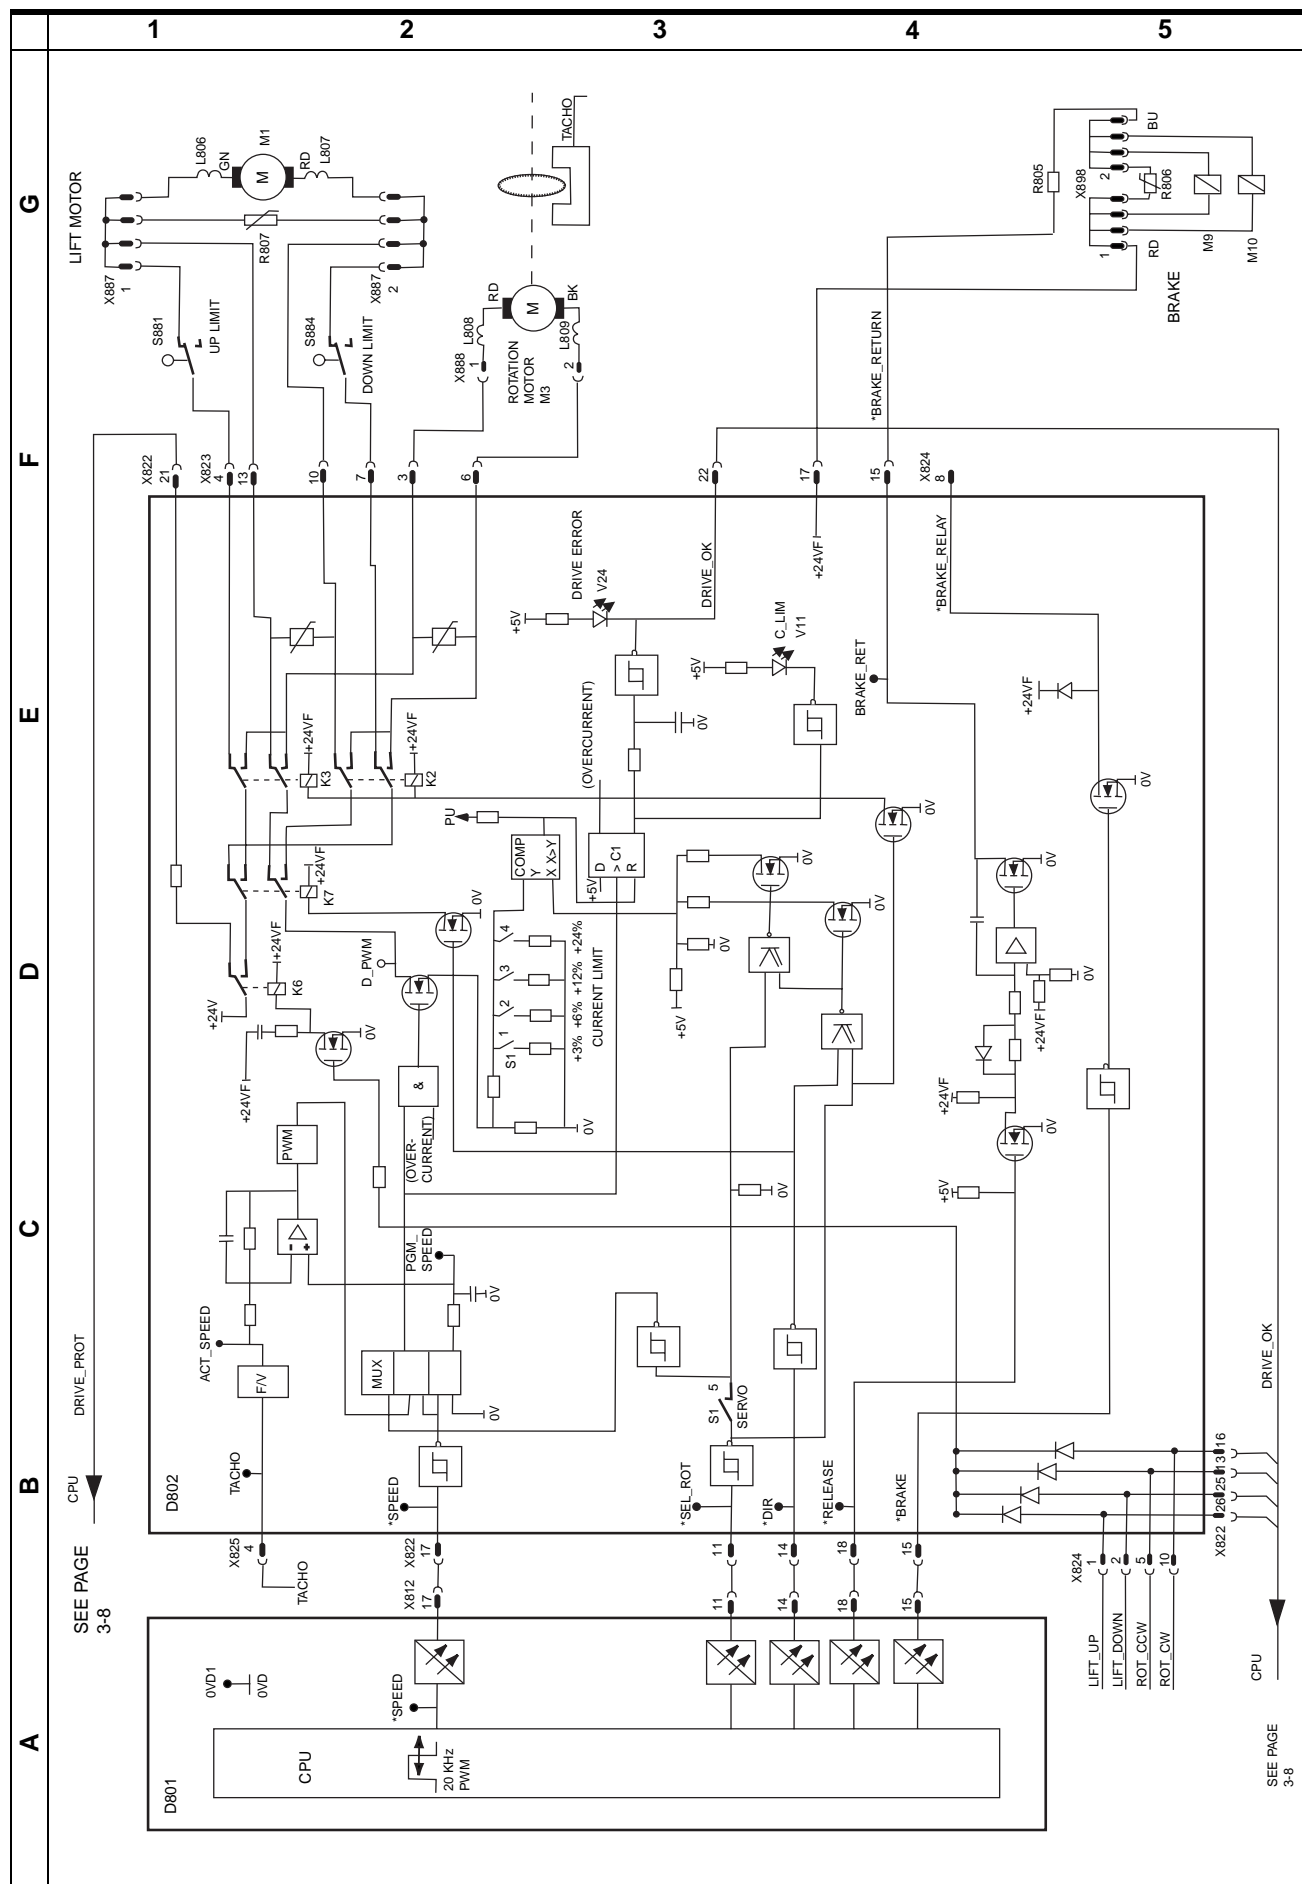 1
2
3
4
5
A
B
C
D
E
F
G
LIFT MOTOR
X887
1
L806
GN
M
M1
RD
L807
R807
X887
2
S881
UP LIMIT
S884
DOWN LIMIT
TACHO
RD
L808
X888
1
ROTATION
MOTOR
M3
M
BK
L809
2
*BRAKE_RETURN
R805
X898
1
2
BU
R806
RD
M9
M10
BRAKE
X822
21
X823
4
13
10
7
3
6
22
17
15
X824
8
+5V
DRIVE ERROR
V24
DRIVE_OK
+24VF
*BRAKE_RELAY
+5V
C_LIM
V11
BRAKE_RET
+24VF
(OVERCURRENT)
0V
+24VF
K3
+24VF
K2
PU
COMP
Y
X X>Y
+5V
D
> C1
R
0V
0V
0V
0V
+24VF
K7
0V
+24VF
K6
+24V
D_PWM
0V
+24VF
&
(OVER-
CURRENT)
S1
1
2
3
4
+3% +6% +12% +24%
CURRENT LIMIT
0V
0V
+5V
0V
0V
+24VF
+24VF
0V
+5V
0V
PWM
PGM_
SPEED
0V
0V
ACT_SPEED
F/V
MUX
0V
S1
5
SERVO
DRIVE_PROT
CPU
D802
TACHO
*SPEED
*SEL_ROT
*DIR
*RELEASE
*BRAKE
DRIVE_OK
16
13
25
26
X822
SEE PAGE
3-8
X825
4
TACHO
X822
17
X812
17
11
11
14
14
18
18
15
15
X824
1
2
5
10
LIFT_UP
LIFT_DOWN
ROT_CCW
ROT_CW
CPU
0VD1
0VD
*SPEED
CPU
20 KHz
PWM
D801
SEE PAGE
3-8